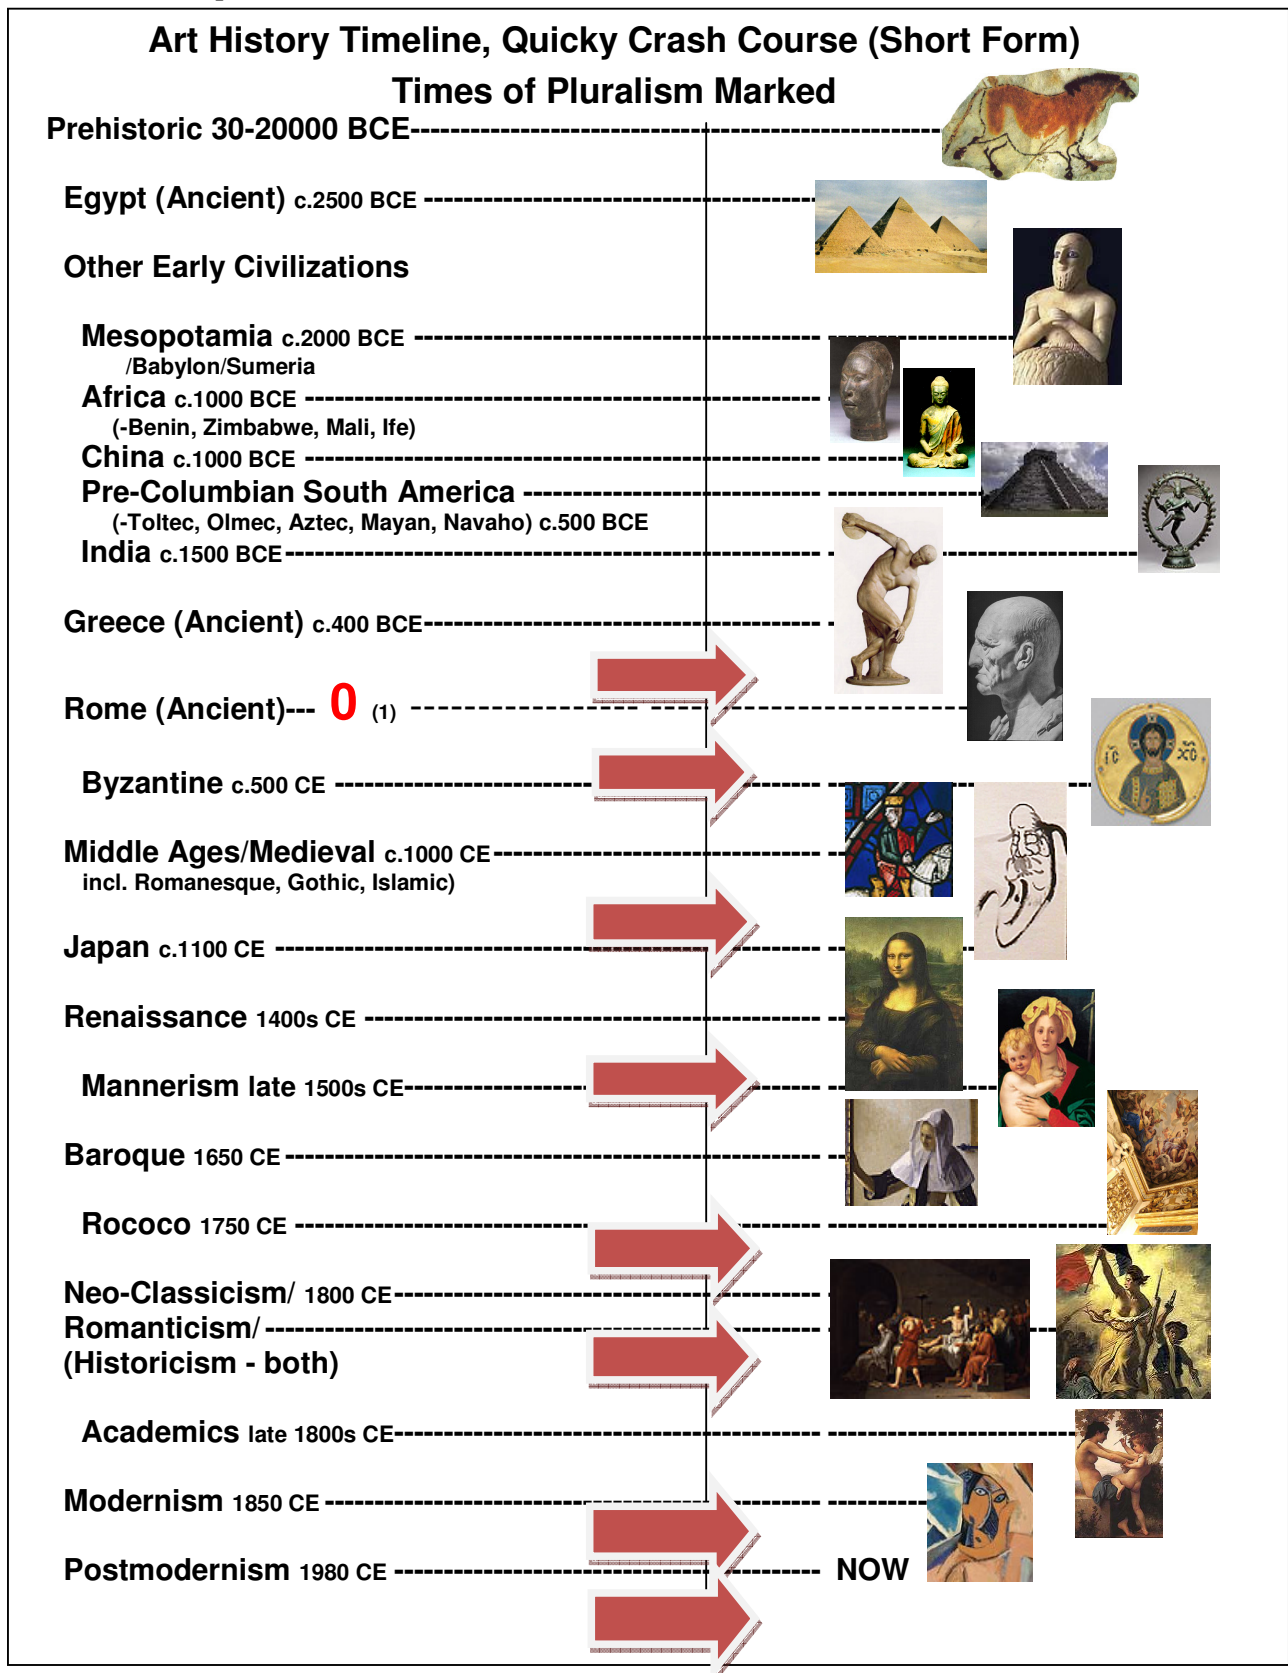 Art History Timeline, Quicky Crash Course (Short Form)
Times of Pluralism Marked
Prehistoric 30-20000 BCE
Egypt (Ancient) c.2500 BCE
Other Early Civilizations
Mesopotamia c.2000 BCE
/Babylon/Sumeria
Africa c.1000 BCE
(-Benin, Zimbabwe, Mali, Ife)
China c.1000 BCE
Pre-Columbian South America
(-Toltec, Olmec, Aztec, Mayan, Navaho) c.500 BCE
India c.1500 BCE
Greece (Ancient) c.400 BCE
Rome (Ancient)--- 0 (1)
Byzantine c.500 CE
Middle Ages/Medieval c.1000 CE
incl. Romanesque, Gothic, Islamic)
Japan c.1100 CE
Renaissance 1400s CE
Mannerism late 1500s CE
Baroque 1650 CE
Rococo 1750 CE
Neo-Classicism/ 1800 CE
Romanticism/
(Historicism - both)
Academics late 1800s CE
Modernism 1850 CE
Postmodernism 1980 CE NOW